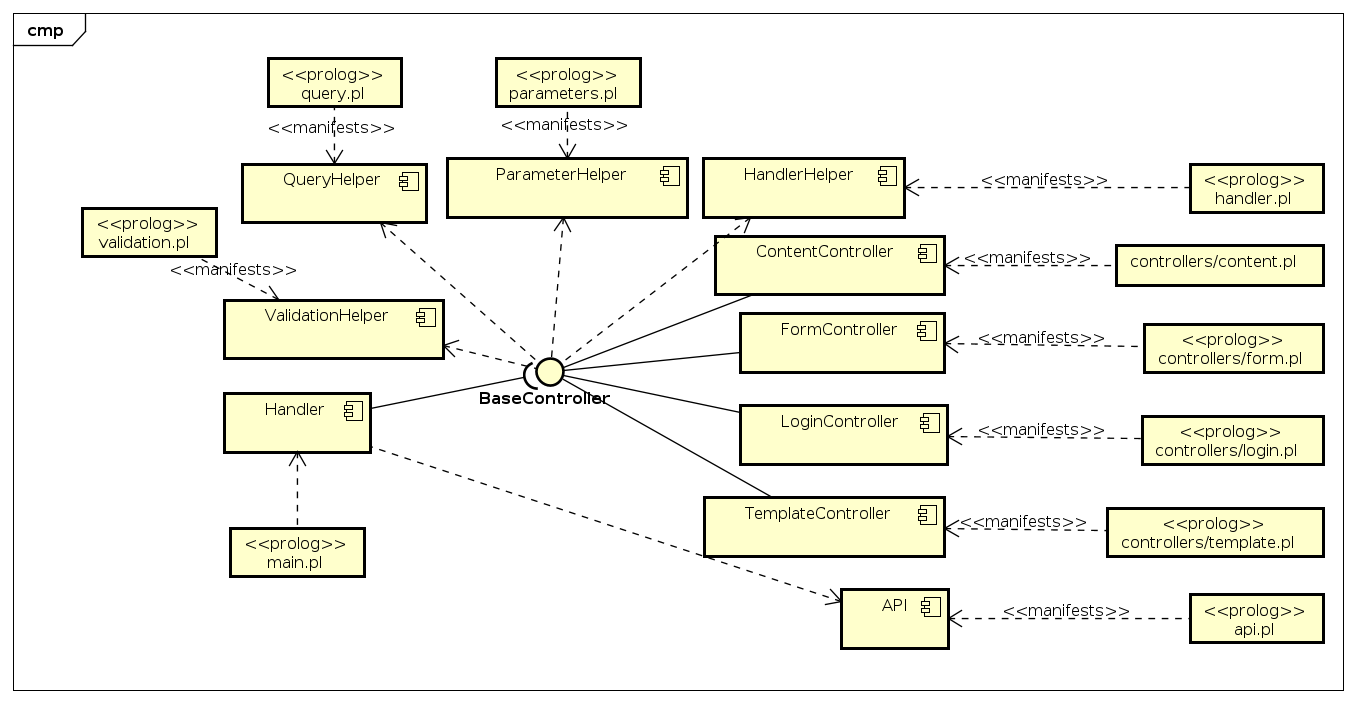 cmp
<<prolog>>
query.pl
<<manifests>>
QueryHelper
<<prolog>>
parameters.pl
<<manifests>>
ParameterHelper
HandlerHelper
<<manifests>>
<<prolog>>
handler.pl
<<prolog>>
validation.pl
<<manifests>>
ValidationHelper
ContentController
<<manifests>>
controllers/content.pl
FormController
<<manifests>>
<<prolog>>
controllers/form.pl
BaseController
Handler
LoginController
<<manifests>>
<<prolog>>
controllers/login.pl
<<prolog>>
main.pl
TemplateController
<<manifests>>
<<prolog>>
controllers/template.pl
API
<<manifests>>
<<prolog>>
api.pl